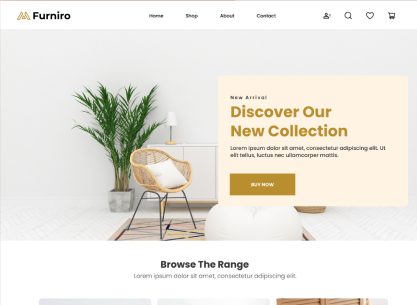 Furniro
Home
Shop
About
Contact
New Arrival
Discover Our
New Collection
Lorem ipsum dolor sit amet, consectetur adipiscing elit. Ut
elit tellus, luctus nec ullamcorper mattis.
BUY NOW
Browse The Range
Lorem ipsum dolor sit amet, consectetur adipiscing elit.